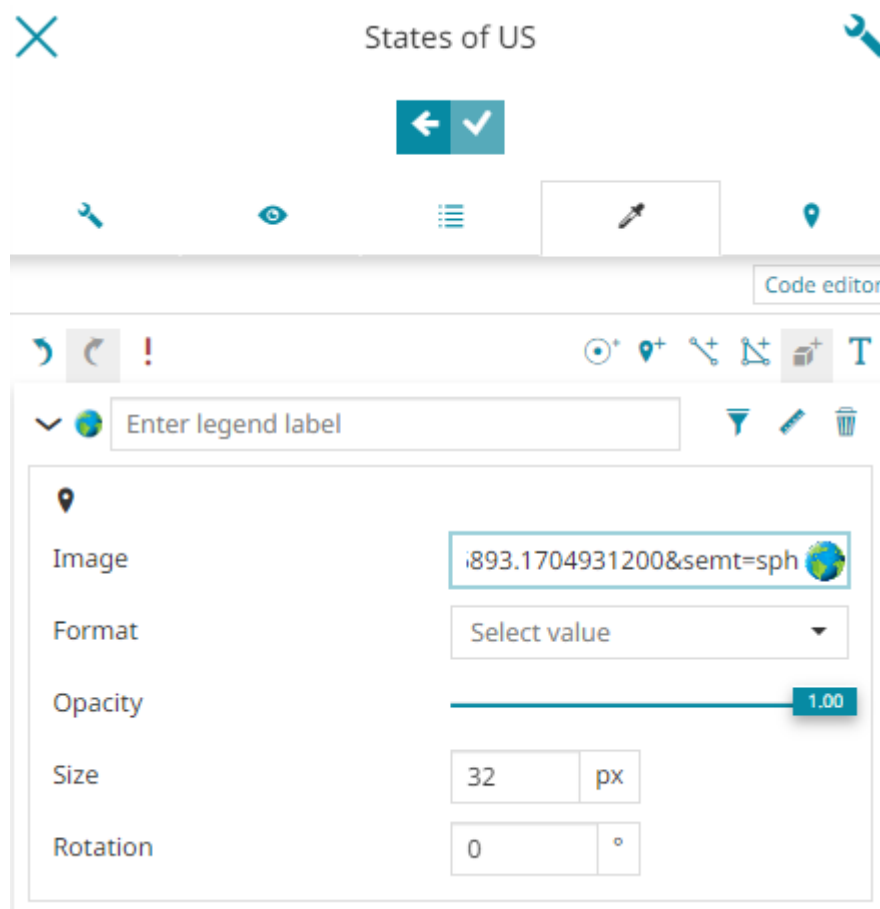 States of US
Code editor
T
Enter legend label
Image
893.1704931200&semt=sph
Format
Select value
Opacity
1.00
Size
32 px
Rotation
0 °